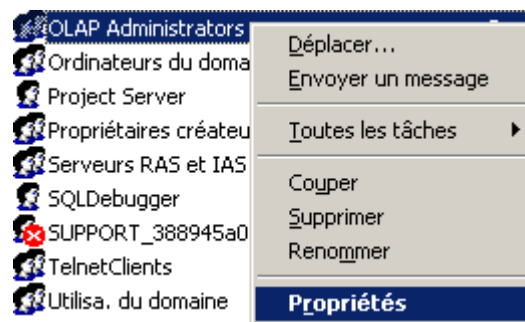 OLAP Administrators
Ordinateurs du doma
Project Server
Propriétaires créateu
Serveurs RAS et IAS
SQLDebugger
SUPPORT_388945a0
TelnetClients
Utilisa. du domaine
Déplacer...
Envoyer un message
Toutes les tâches
Couper
Supprimer
Renommer
Propriétés